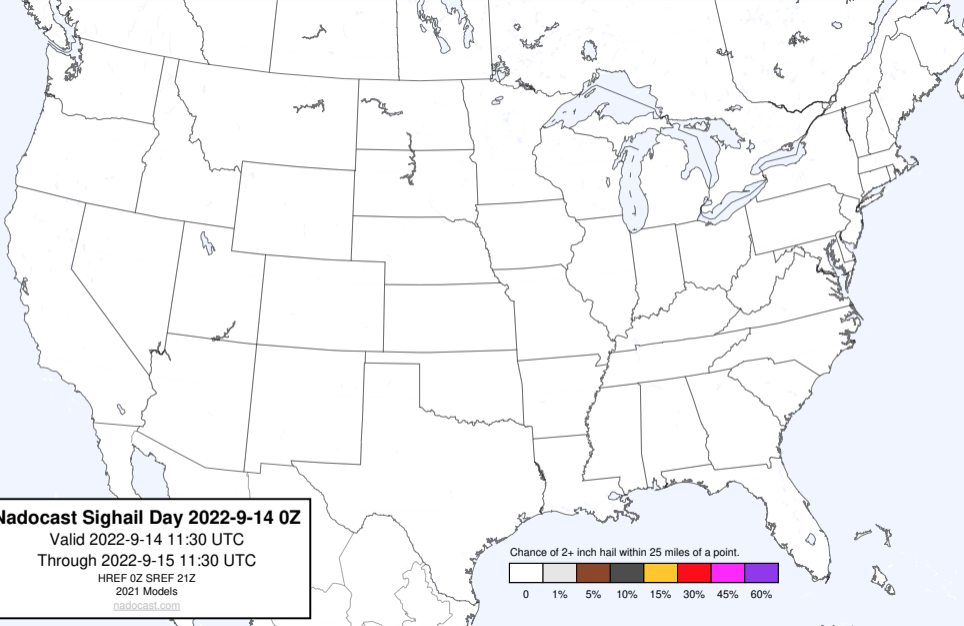 Nadocast Sighail Day 2022-9-14 0Z
Valid 2022-9-14 11:30 UTC
Through 2022-9-15 11:30 UTC
HREF 0Z SREF 21Z
2021 Models
nadocast.com
Chance of 2+ inch hail within 25 miles of a point.
0 1% 5% 10% 15% 30% 45% 60%